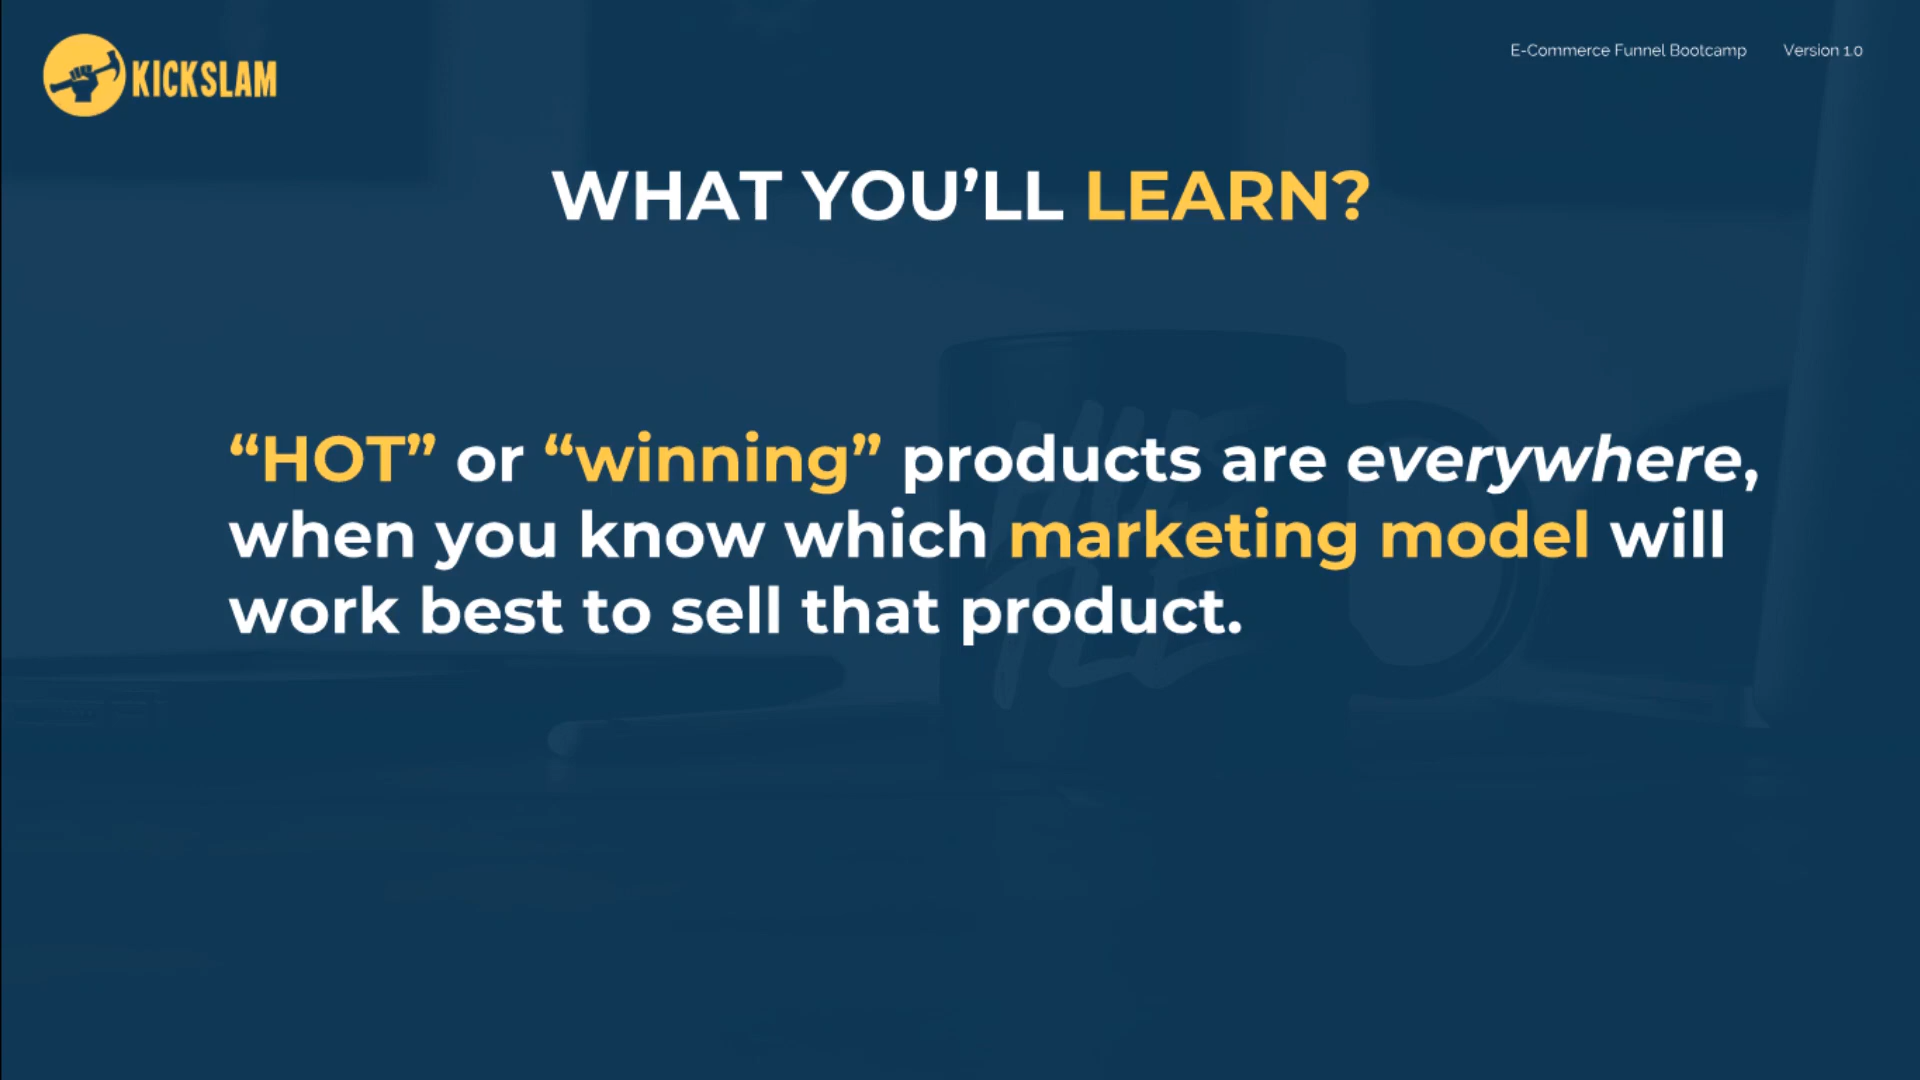 KICKSLAM
E-Commerce Funnel Bootcamp Version 1.0
WHAT YOU’LL LEARN?
“HOT” or “winning” products are everywhere,
when you know which marketing model will
work best to sell that product.